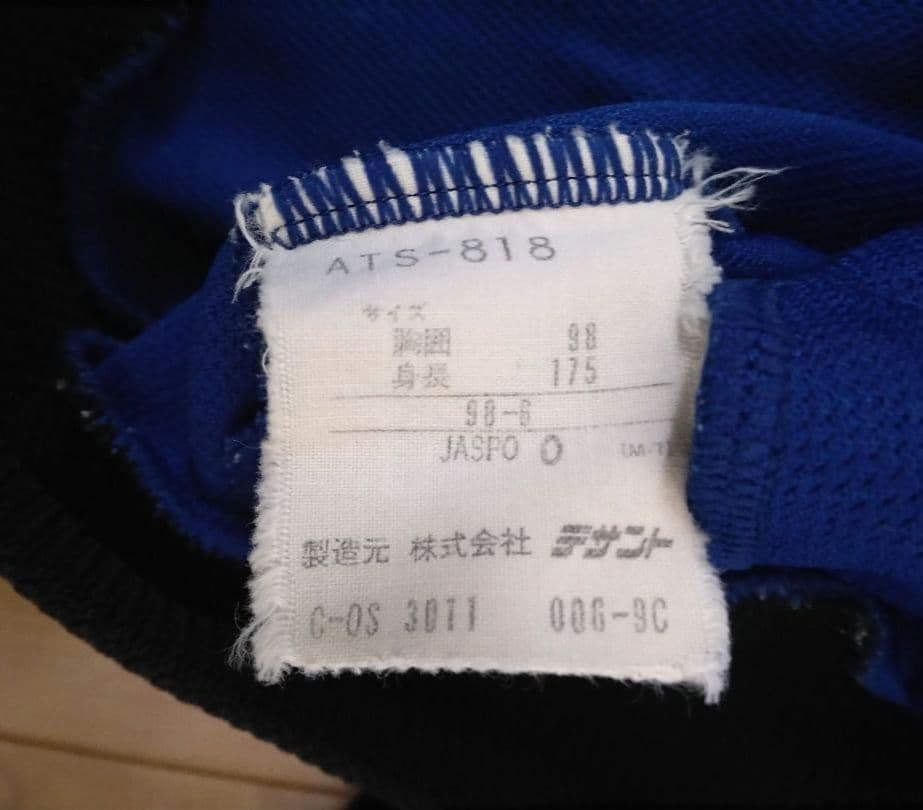 ATS-818
サイズ
胸囲 98
身長 175
98-6
JASPO O (M-7)
製造元 株式会社 デサント
C-OS 3011 006-9C